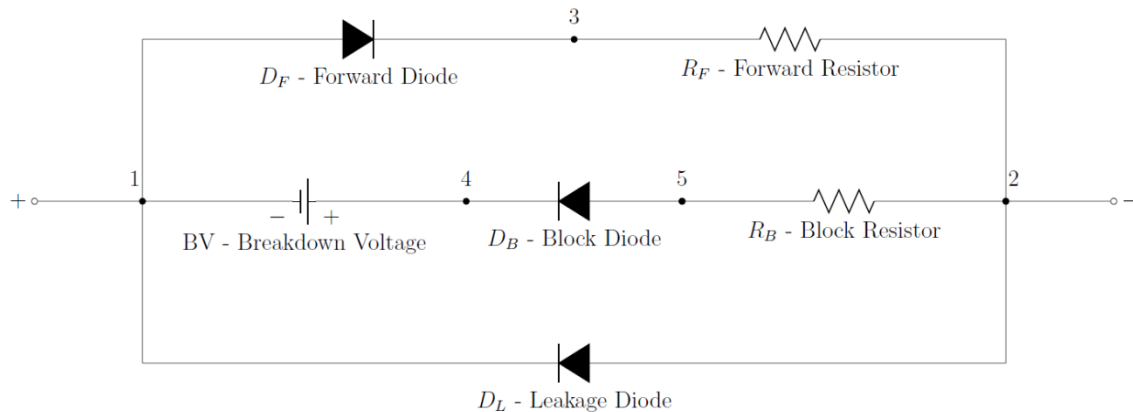 3
D_F - Forward Diode
R_F - Forward Resistor
+
1
4
5
2
−
− +
BV - Breakdown Voltage
D_B - Block Diode
R_B - Block Resistor
D_L - Leakage Diode